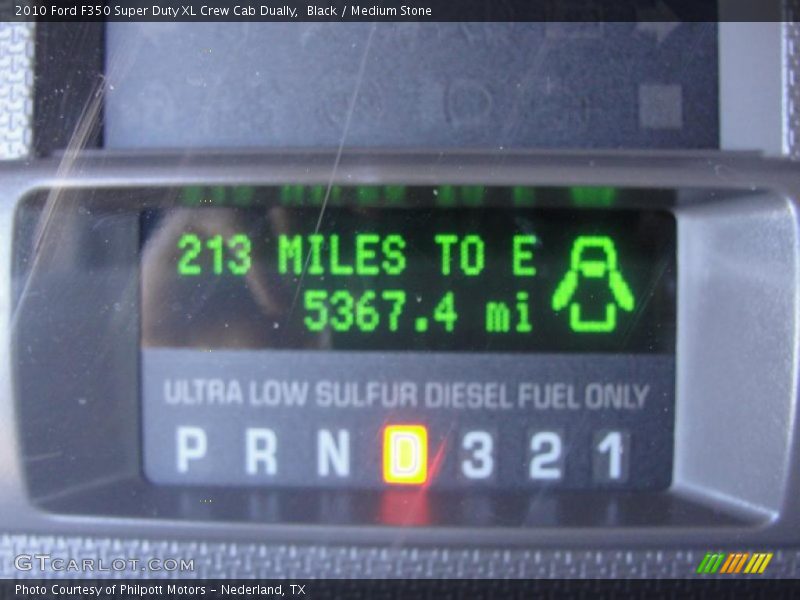 2010 Ford F350 Super Duty XL Crew Cab Dually,  Black / Medium Stone
213 MILES TO E
5367.4 mi
ULTRA LOW SULFUR DIESEL FUEL ONLY
P R N D 3 2 1
GTCARLOT.COM
Photo Courtesy of Philpott Motors - Nederland, TX